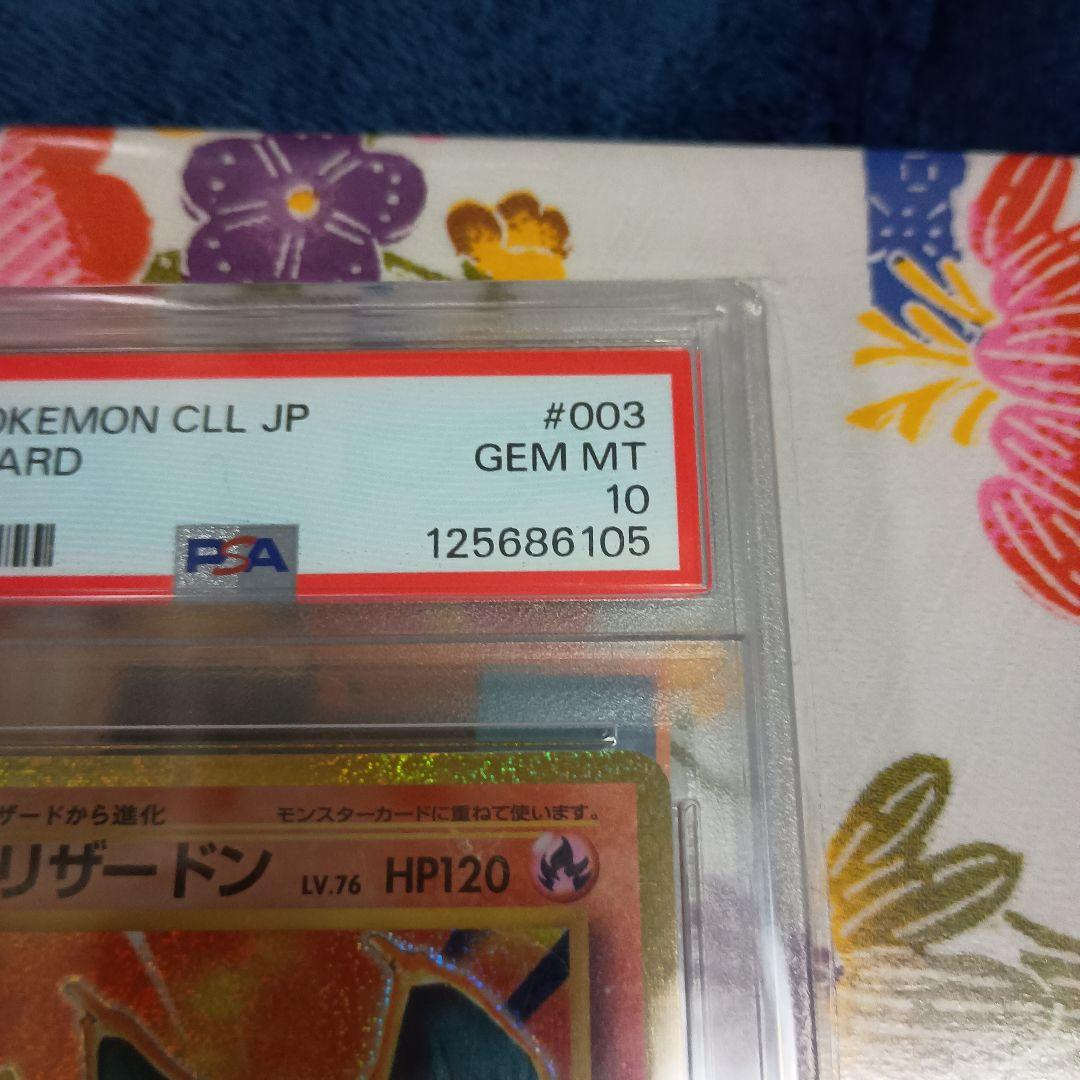 OKEMON CLL JP #003
ARD GEM MT
10
PSA 125686105
ザードから進化 モンスターカードに重ねて使います。
リザードン LV.76 HP120